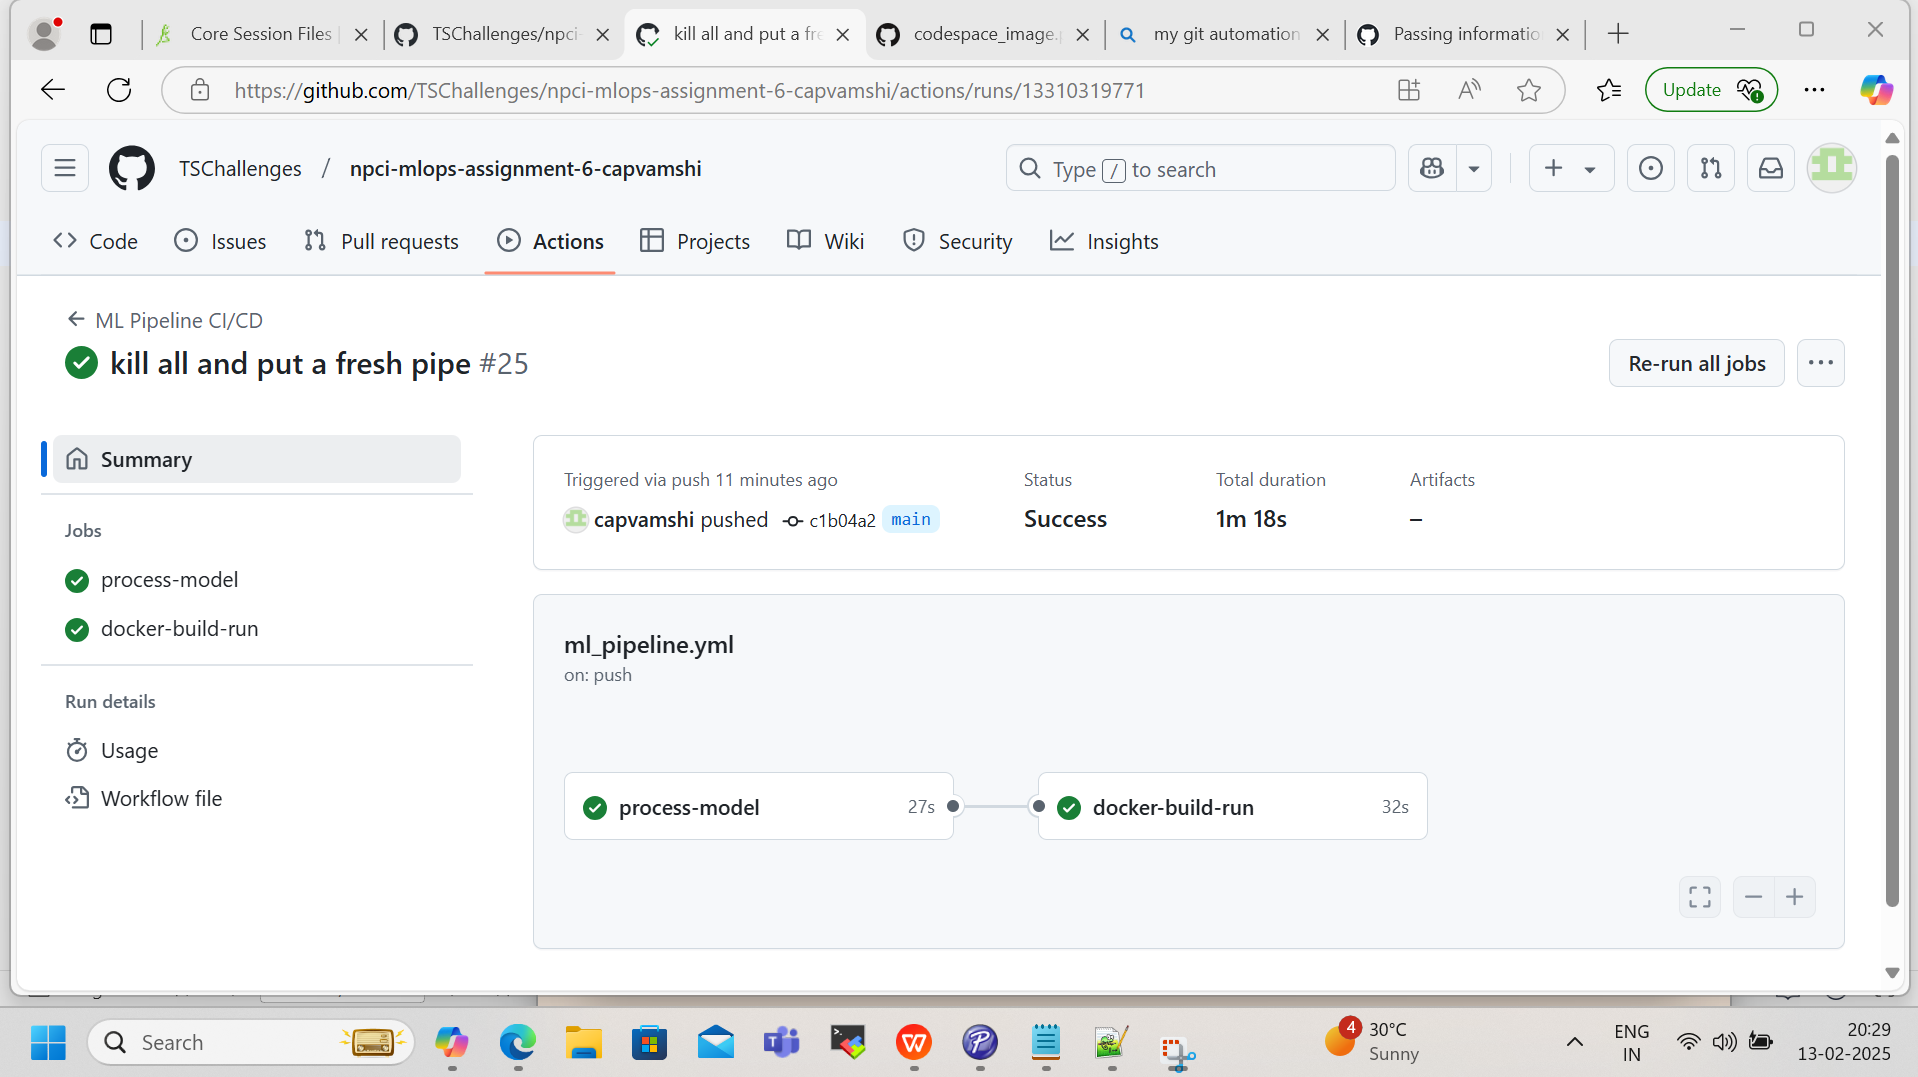 Core Session Files
TSChallenges/npci-
kill all and put a fre
codespace_image.
my git automation
Passing informatio
https://github.com/TSChallenges/npci-mlops-assignment-6-capvamshi/actions/runs/13310319771
Update
TSChallenges / npci-mlops-assignment-6-capvamshi
Type / to search
Code
Issues
Pull requests
Actions
Projects
Wiki
Security
Insights
ML Pipeline CI/CD
kill all and put a fresh pipe #25
Re-run all jobs
Summary
Jobs
process-model
docker-build-run
Run details
Usage
Workflow file
Triggered via push 11 minutes ago
capvamshi pushed c1b04a2 main
Status
Success
Total duration
1m 18s
Artifacts
–
ml_pipeline.yml
on: push
process-model 27s
docker-build-run 32s
Search
4
30°C
Sunny
ENG
IN
20:29
13-02-2025